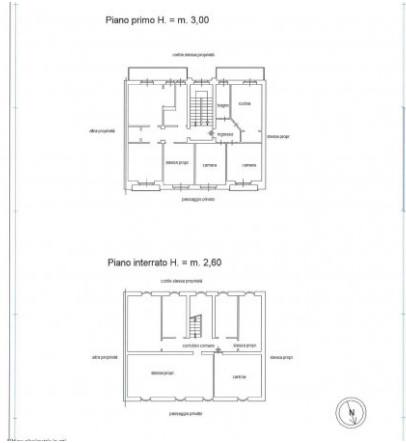 Piano primo H. = m. 3,00
cortile stessa proprietà
bagno
cucina
altra proprietà
ingresso
stessa propr
stessa propr
camera
camera
passaggio privato
Piano interrato H. = m. 2,60
cortile stessa proprietà
corridoio comune
stessa propr
altra proprietà
stessa propr
stessa propr
cantina
passaggio privato
N